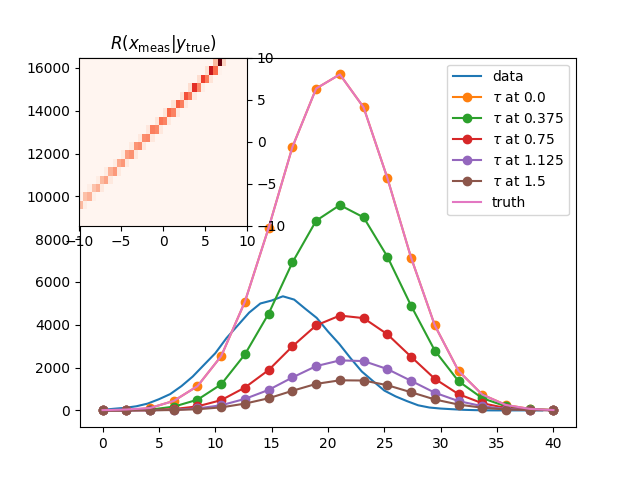 R(x_meas|y_true)
16000
14000
12000
10000
8000
6000
4000
2000
0
10
5
0
−5
−10
−10 −5 0 5 10
data
τ at 0.0
τ at 0.375
τ at 0.75
τ at 1.125
τ at 1.5
truth
0 5 10 15 20 25 30 35 40